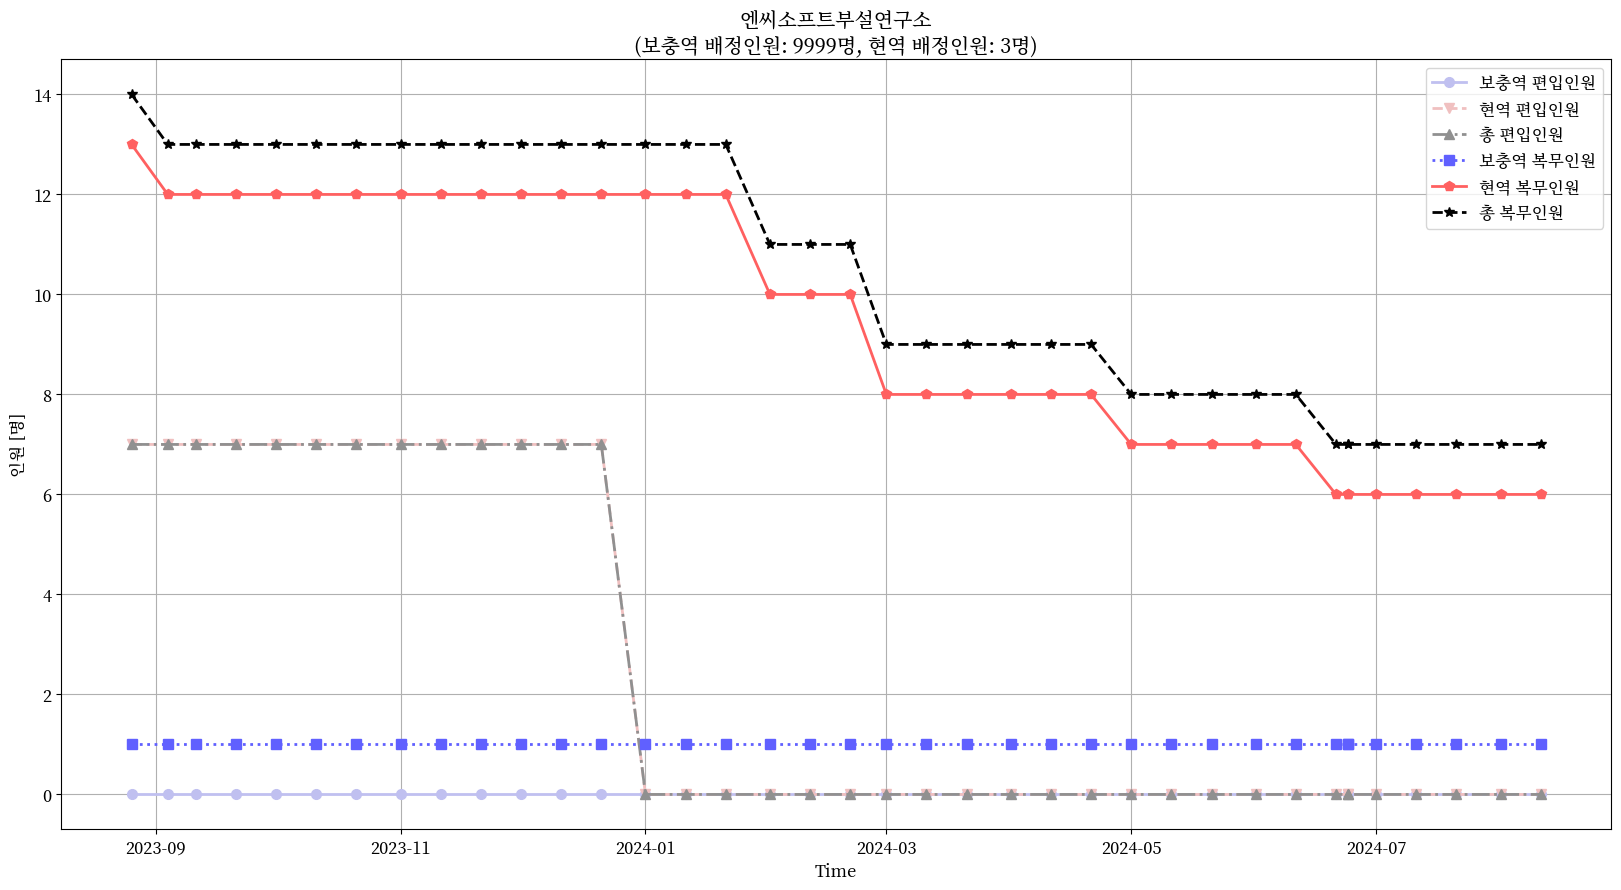 엔씨소프트부설연구소
(보충역 배정인원: 9999명, 현역 배정인원: 3명)
보충역 편입인원
현역 편입인원
총 편입인원
보충역 복무인원
현역 복무인원
총 복무인원
인원 [명]
14
12
10
8
6
4
2
0
2023-09
2023-11
2024-01
2024-03
2024-05
2024-07
Time